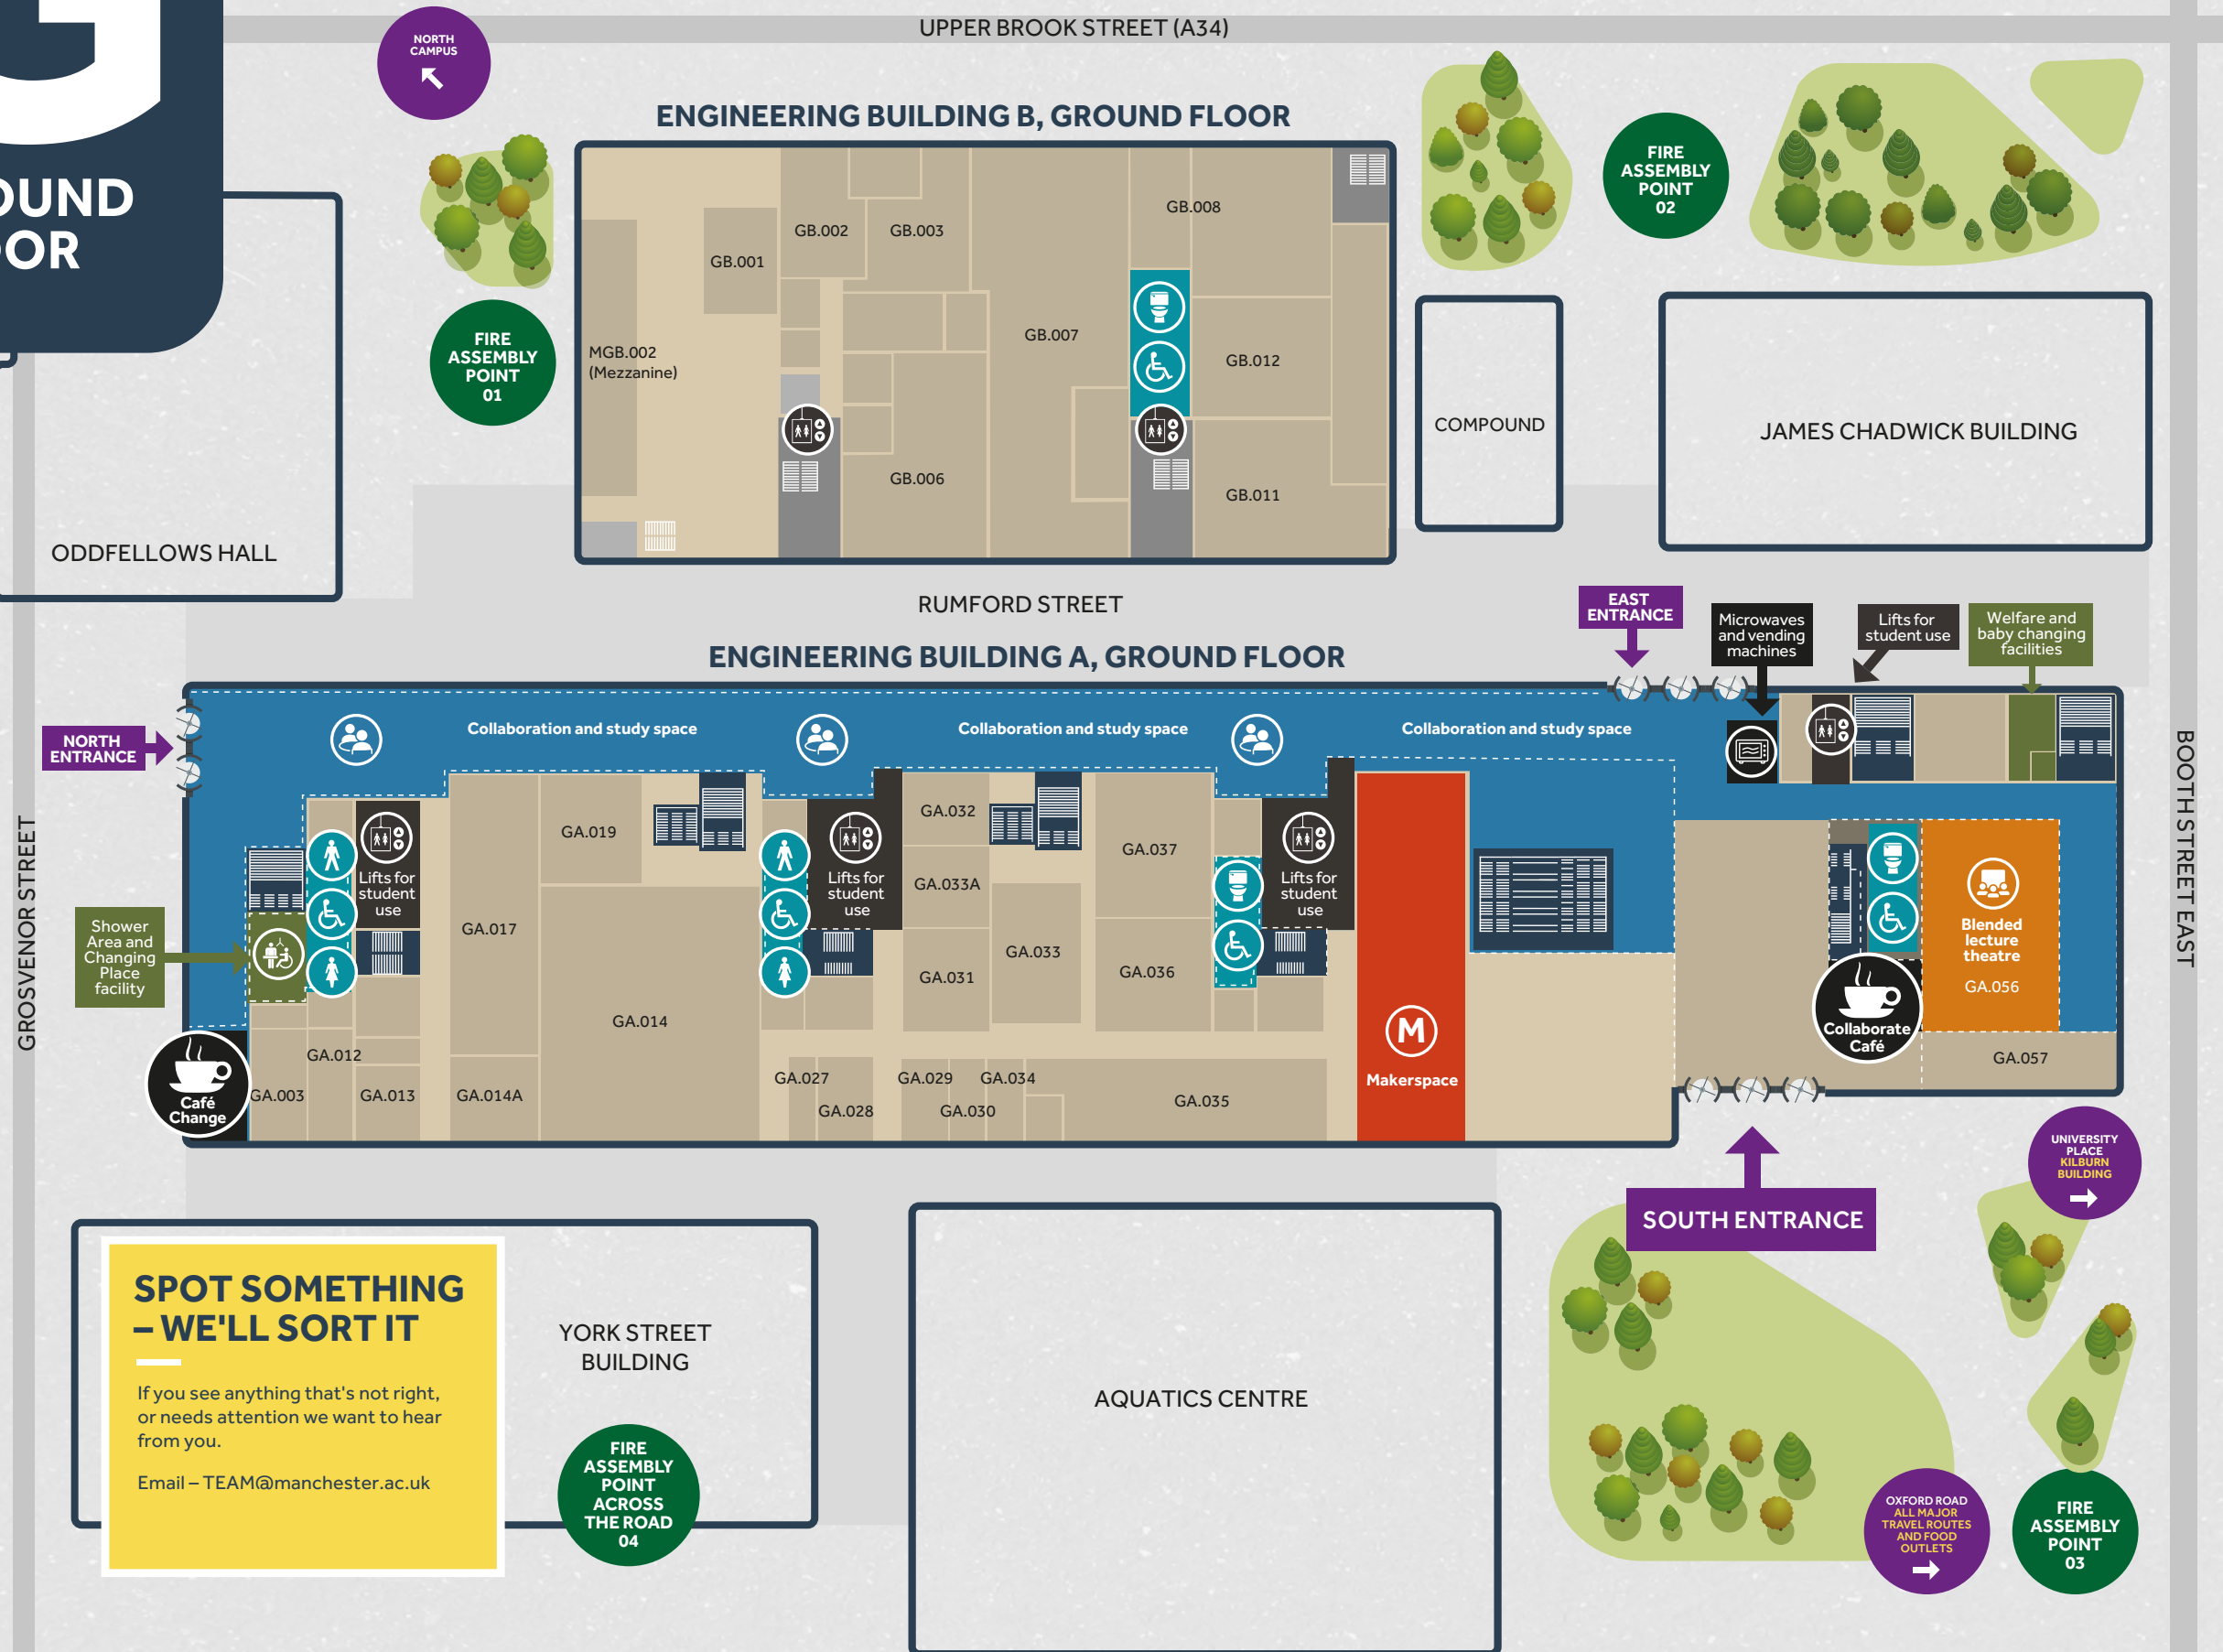 G
OUND
OOR
UPPER BROOK STREET (A34)
NORTH
CAMPUS
ENGINEERING BUILDING B, GROUND FLOOR
FIRE
ASSEMBLY
POINT
02
GB.008
GB.002
GB.003
GB.001
GB.007
MGB.002
(Mezzanine)
GB.012
FIRE
ASSEMBLY
POINT
01
COMPOUND
JAMES CHADWICK BUILDING
GB.006
GB.011
ODDFELLOWS HALL
RUMFORD STREET
EAST
ENTRANCE
Microwaves
and vending
machines
Lifts for
student use
Welfare and
baby changing
facilities
ENGINEERING BUILDING A, GROUND FLOOR
NORTH
ENTRANCE
Collaboration and study space
Collaboration and study space
Collaboration and study space
GROSVENOR STREET
BOOTH STREET EAST
GA.019
GA.032
GA.037
Lifts for
student
use
Lifts for
student
use
GA.033A
Lifts for
student
use
Shower
Area and
Changing
Place
facility
GA.017
GA.033
GA.031
GA.036
Blended
lecture
theatre
GA.056
GA.014
M
Makerspace
Collaborate
Café
GA.012
GA.057
GA.027
GA.029
GA.034
Café
Change
GA.003
GA.013
GA.014A
GA.028
GA.030
GA.035
UNIVERSITY
PLACE
KILBURN
BUILDING
SOUTH ENTRANCE
SPOT SOMETHING
– WE'LL SORT IT
If you see anything that's not right,
or needs attention we want to hear
from you.
Email – TEAM@manchester.ac.uk
YORK STREET
BUILDING
AQUATICS CENTRE
FIRE
ASSEMBLY
POINT
ACROSS
THE ROAD
04
OXFORD ROAD
ALL MAJOR
TRAVEL ROUTES
AND FOOD
OUTLETS
FIRE
ASSEMBLY
POINT
03